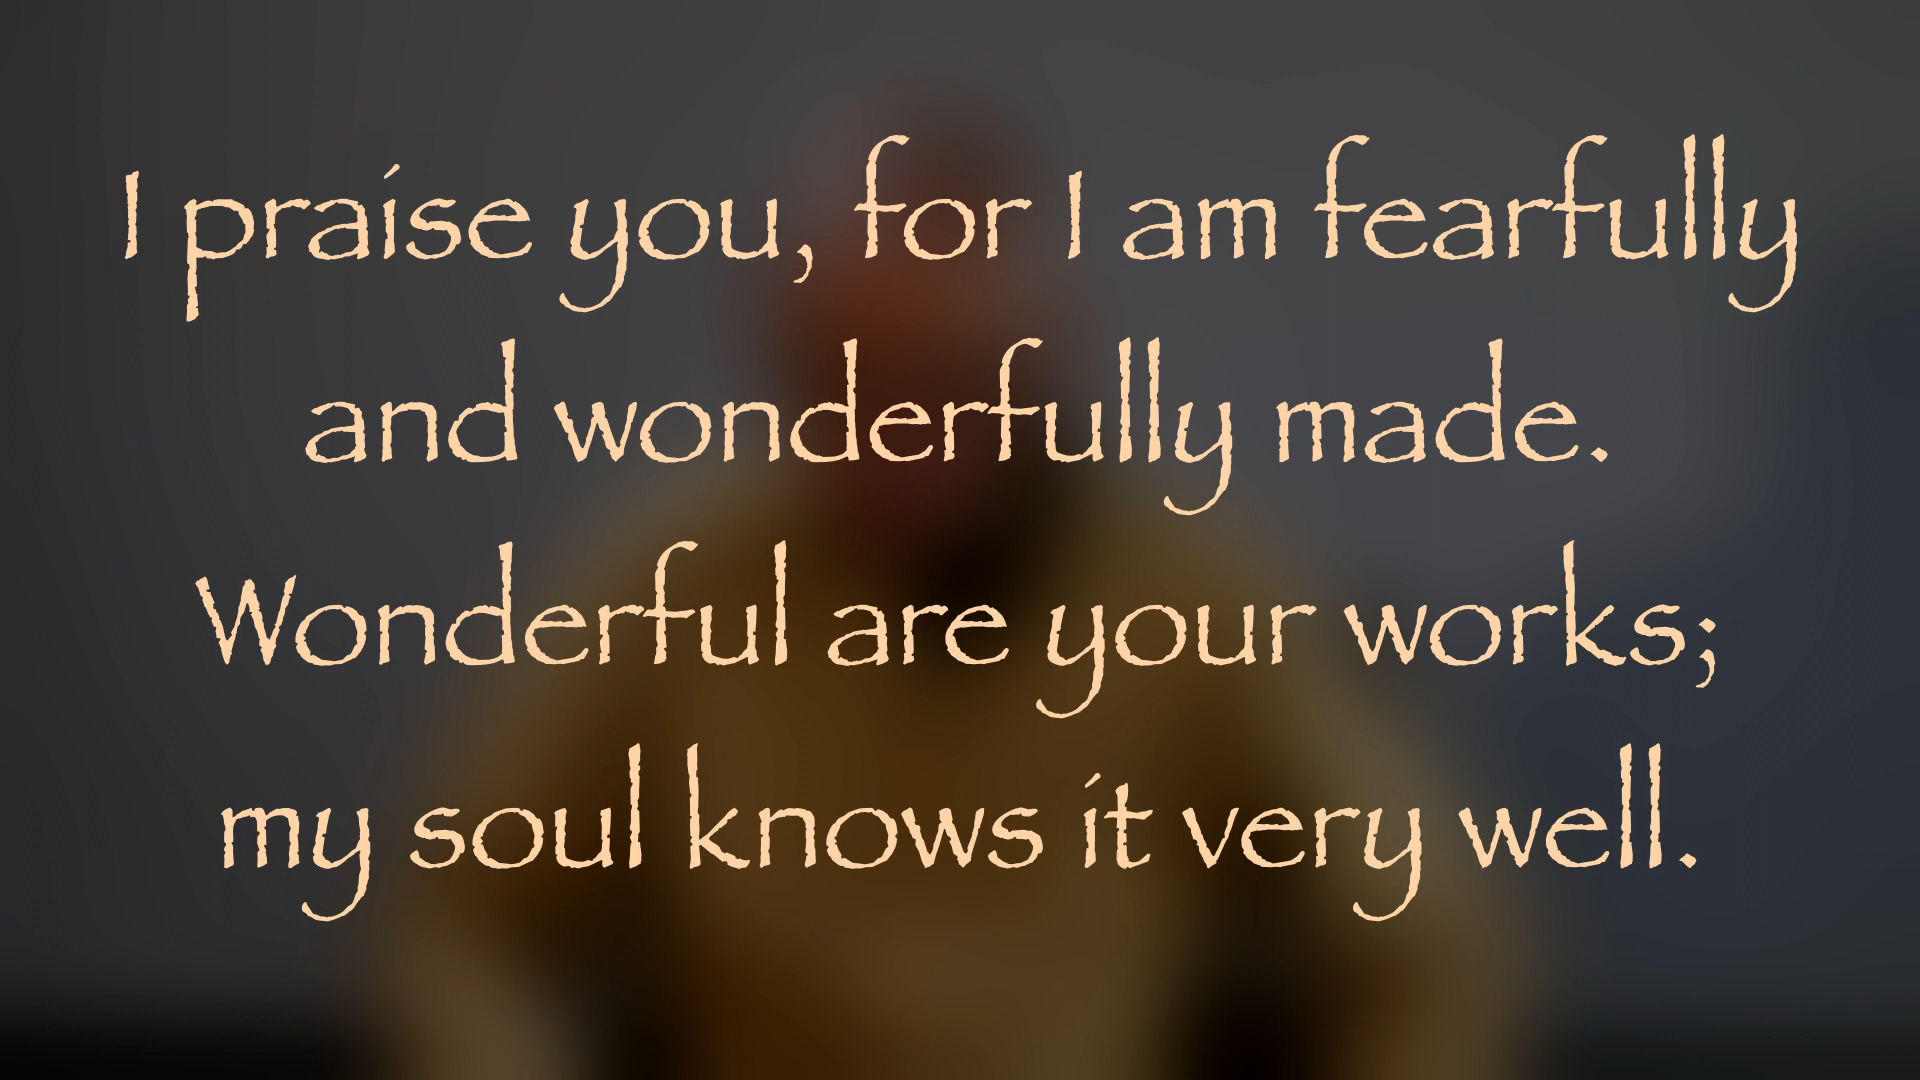 I praise you, for I am fearfully
and wonderfully made.
Wonderful are your works;
my soul knows it very well.